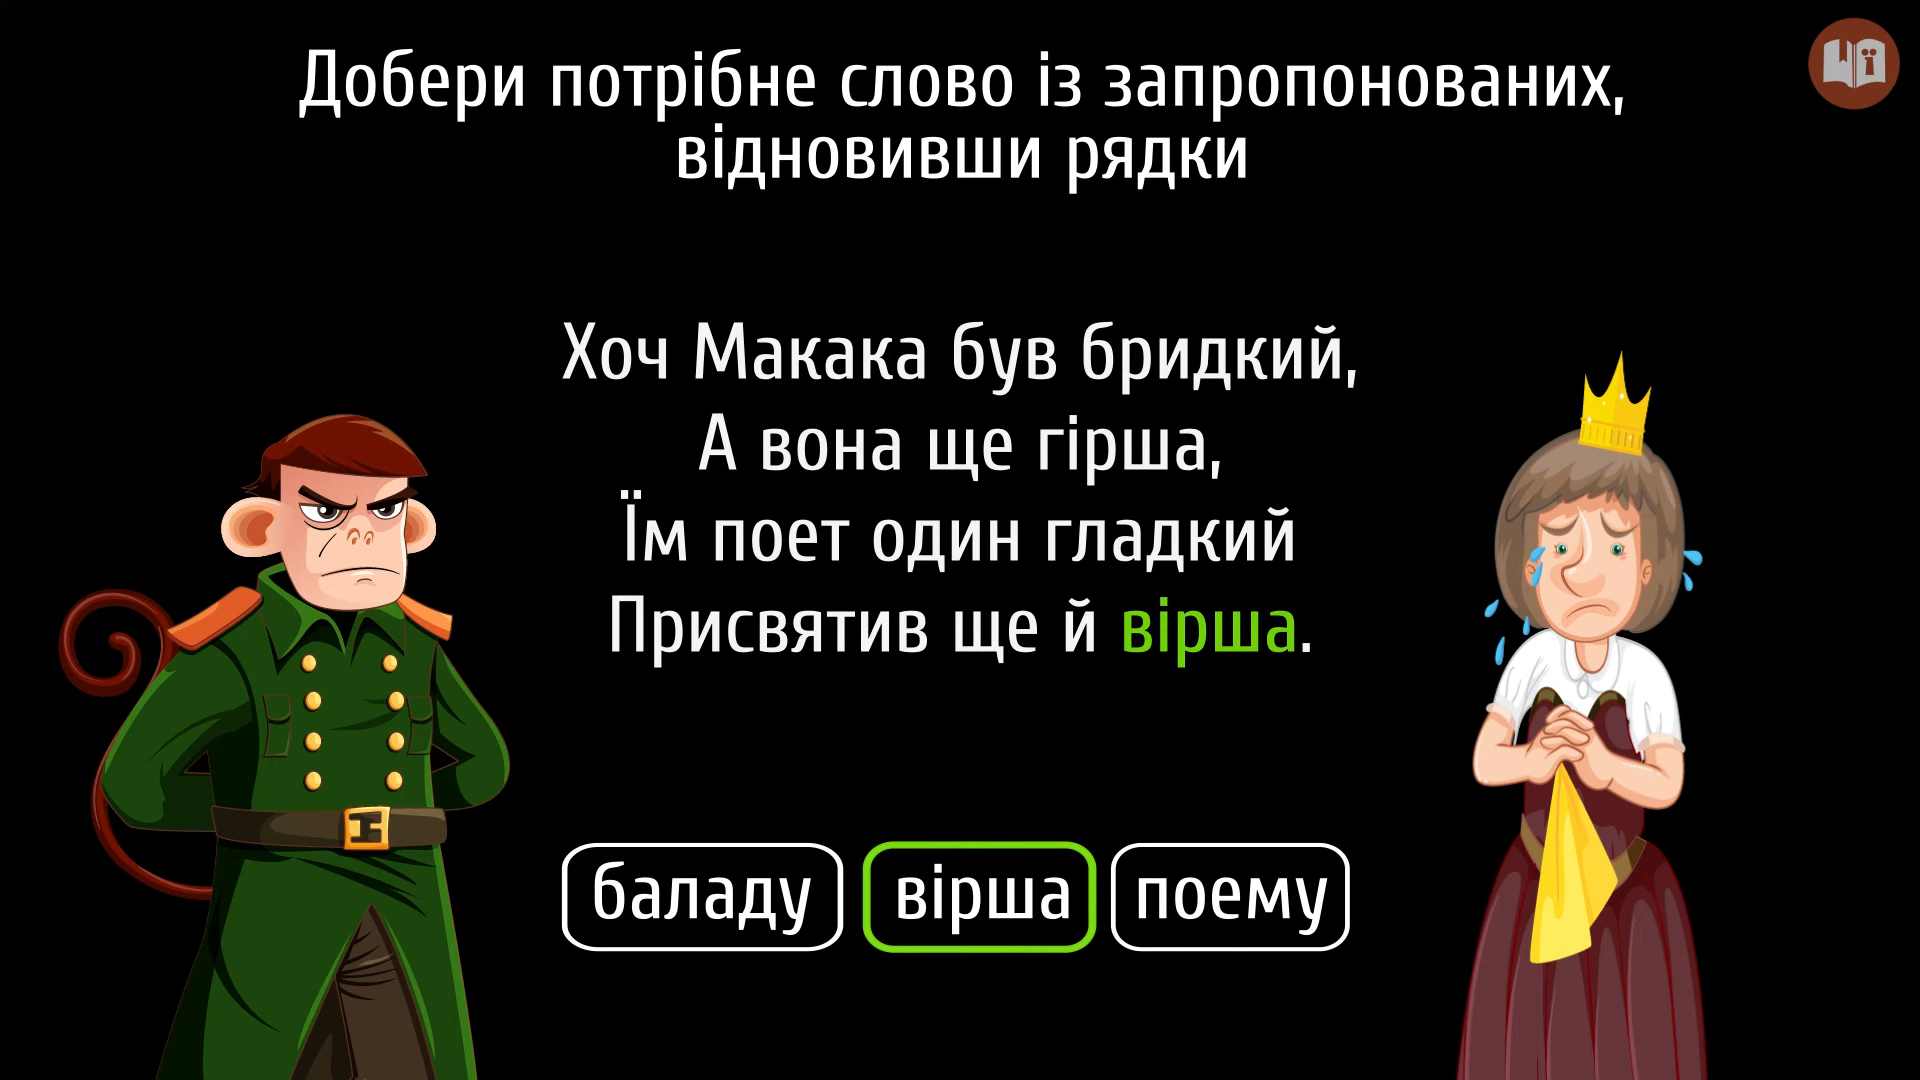 Добери потрібне слово із запропонованих,
відновивши рядки
Хоч Макака був бридкий,
А вона ще гірша,
Їм поет один гладкий
Присвятив ще й вірша.
баладу вірша поему